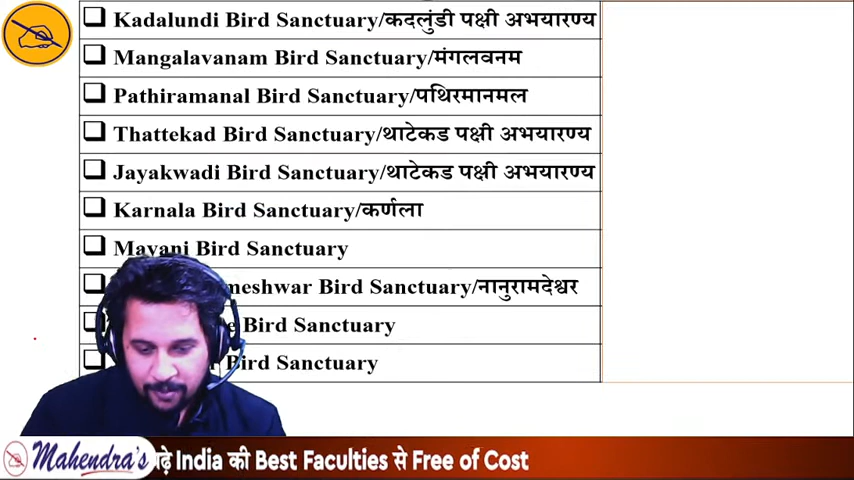 Kadalundi Bird Sanctuary/कदलुंडी पक्षी अभयारण्य
Mangalavanam Bird Sanctuary/मंगलवनम
Pathiramanal Bird Sanctuary/पथिरमानमल
Thattekad Bird Sanctuary/थाटेकड पक्षी अभयारण्य
Jayakwadi Bird Sanctuary/थाटेकड पक्षी अभयारण्य
Karnala Bird Sanctuary/कर्णला
Mayani Bird Sanctuary
Bird Sanctuary/नानुरामदेश्वर
Bird Sanctuary
Bird Sanctuary
Mahendra's India की Best Faculties से Free of Cost